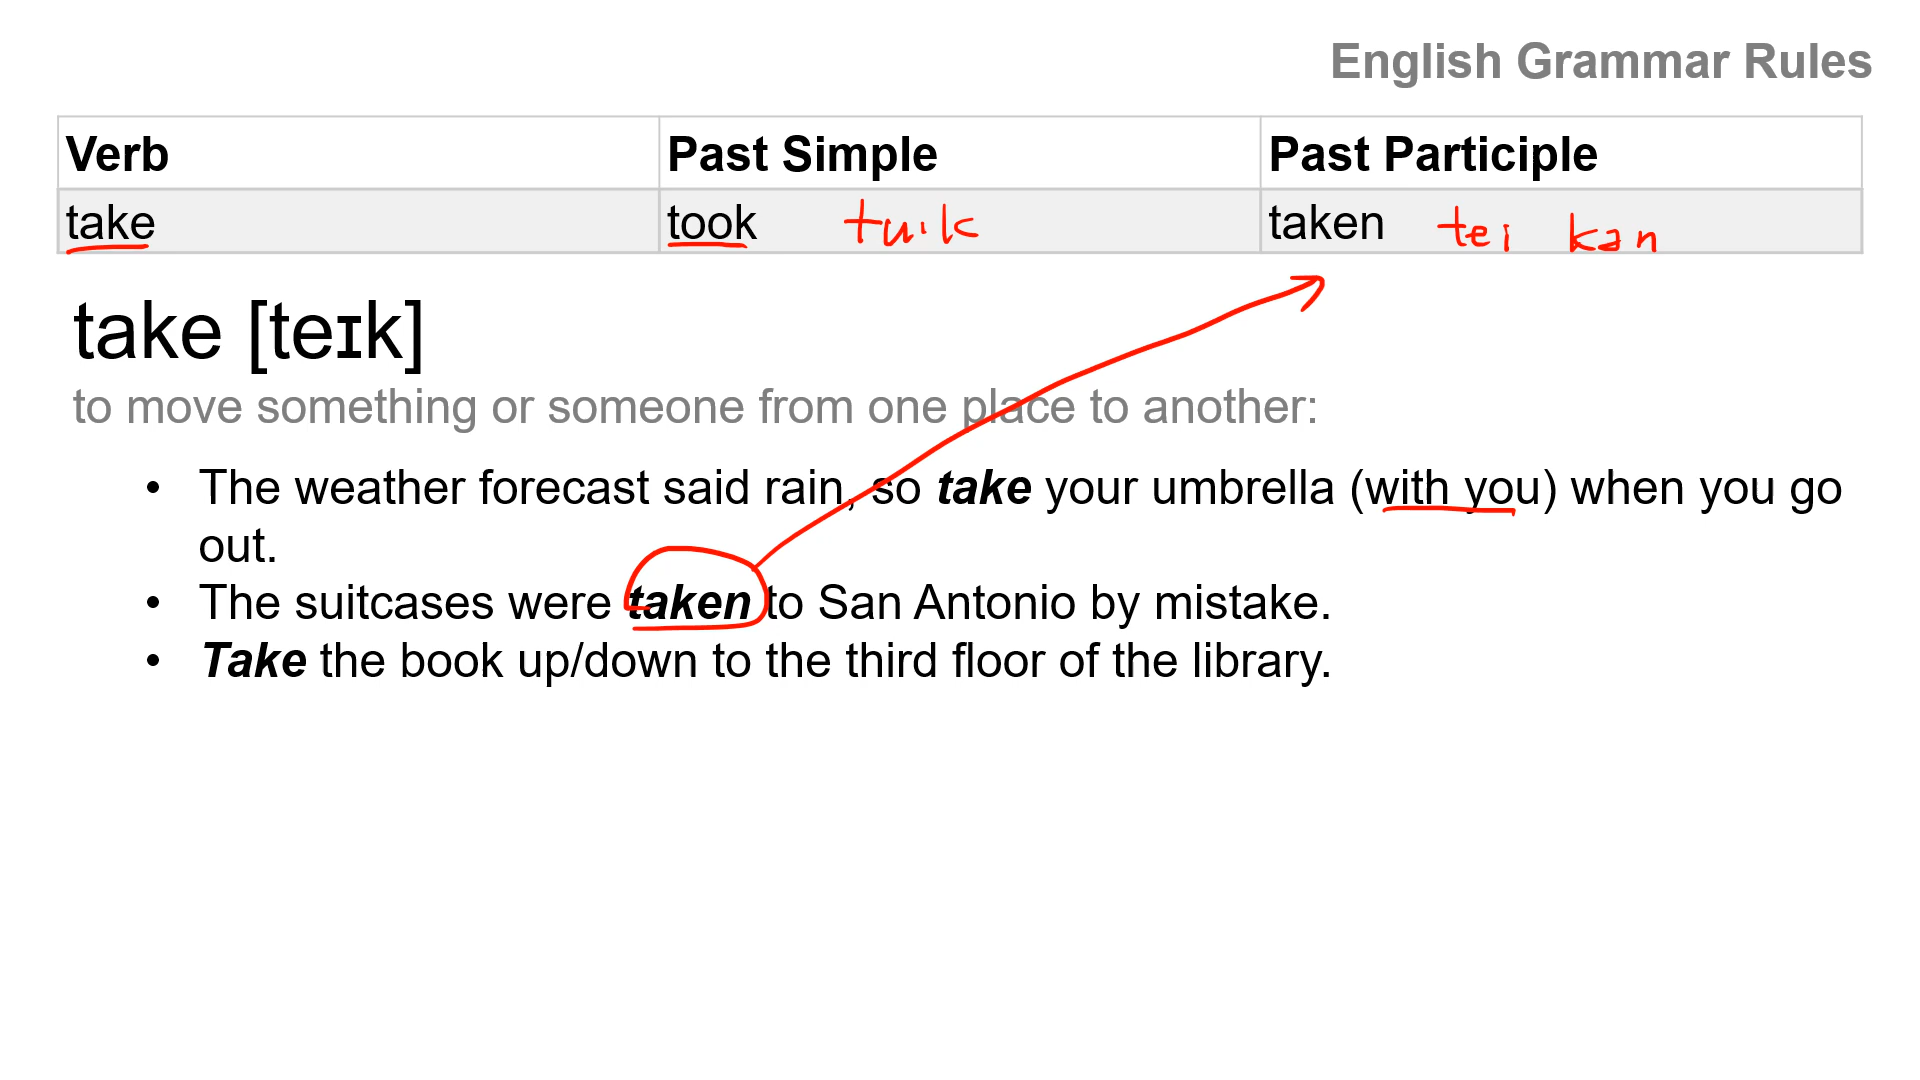 English Grammar Rules
Verb Past Simple Past Participle
take took tuık taken teı kan
take [teɪk]
to move something or someone from one place to another:
• The weather forecast said rain, so take your umbrella (with you) when you go
out.
• The suitcases were taken to San Antonio by mistake.
• Take the book up/down to the third floor of the library.